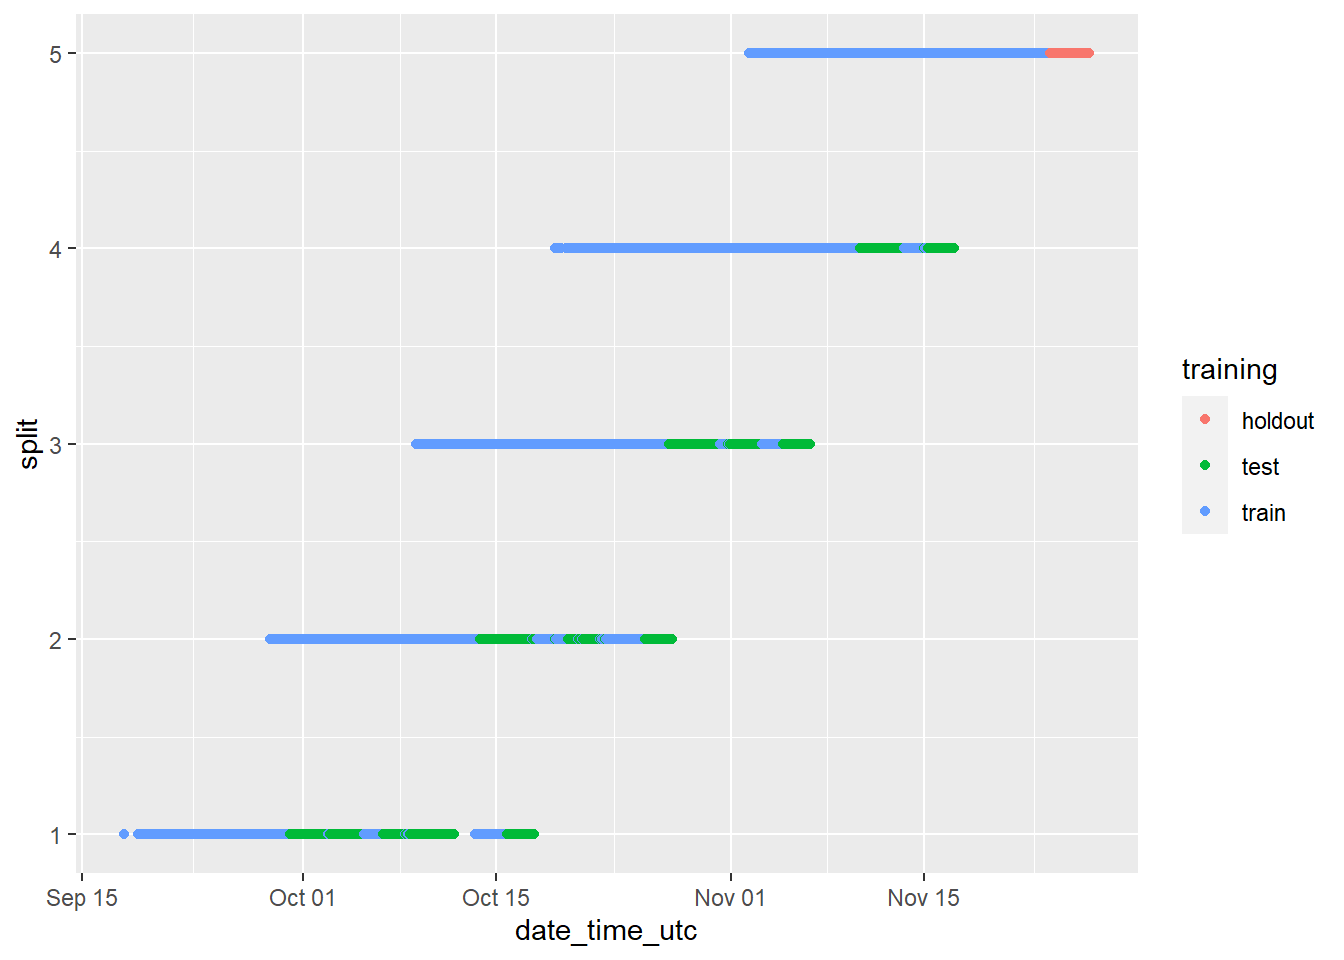 5
4
3
2
1
split
Sep 15
Oct 01
Oct 15
Nov 01
Nov 15
date_time_utc
training
holdout
test
train